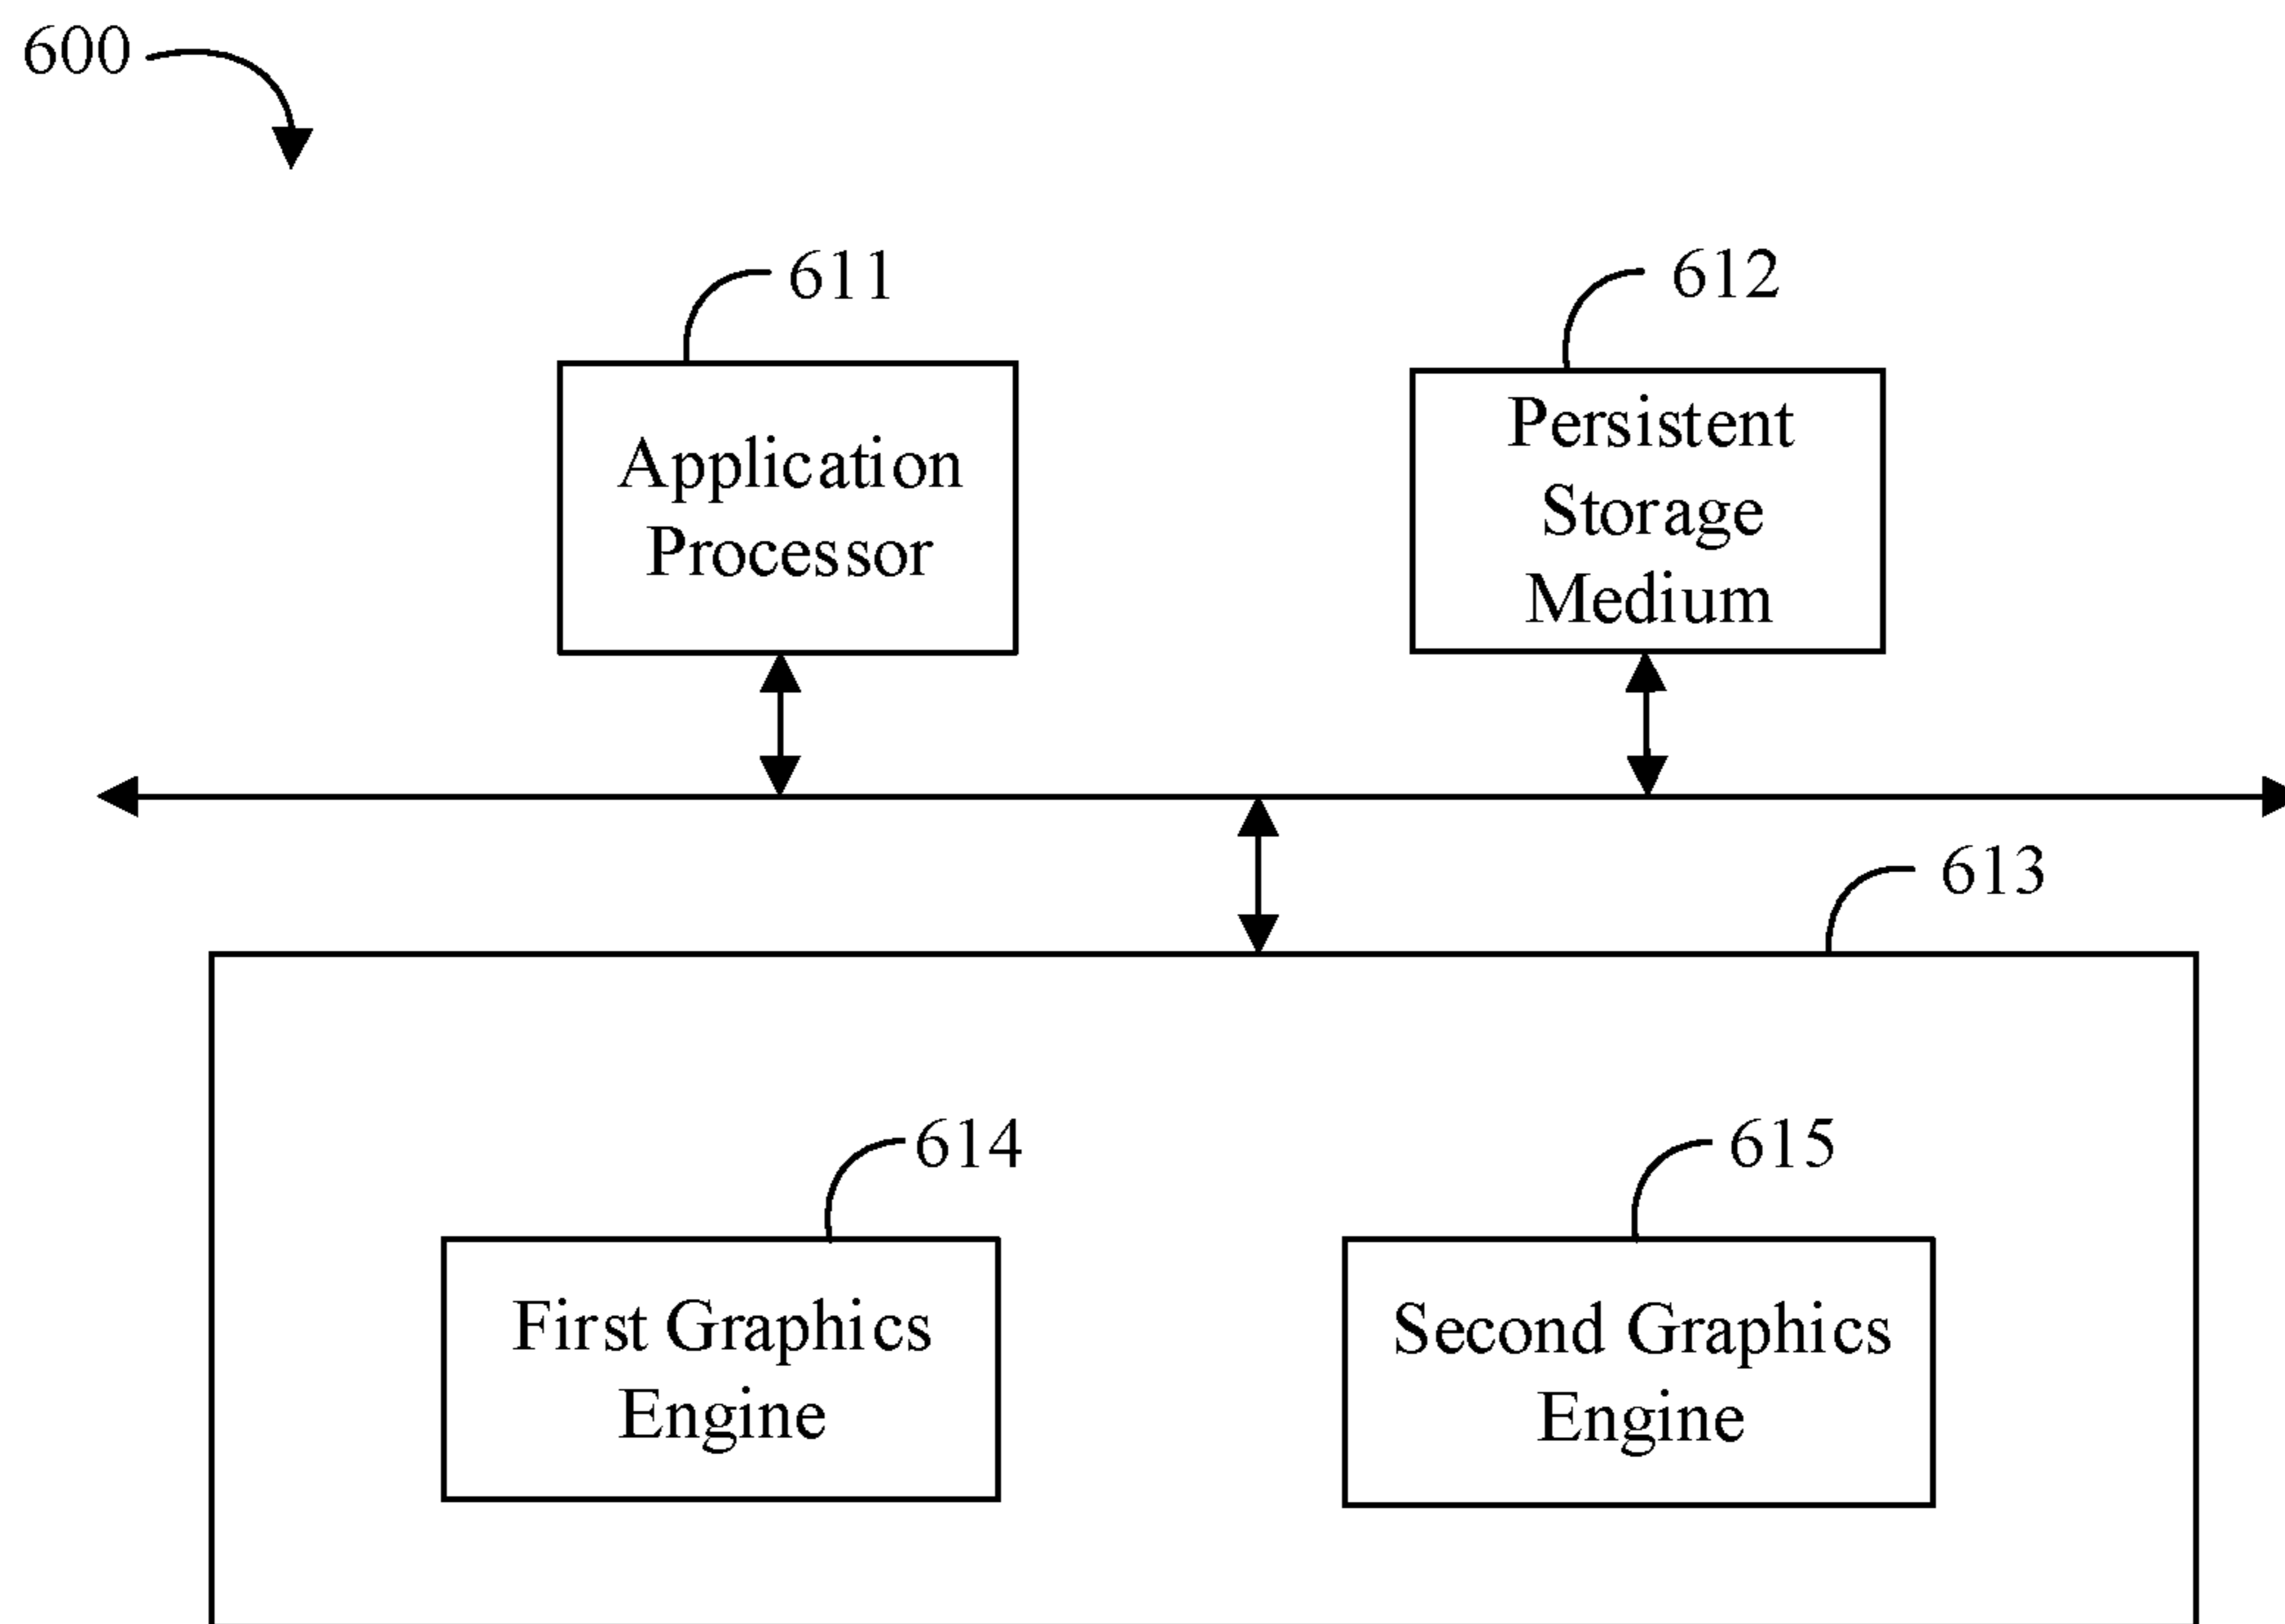 600
611
612
Application
Processor
Persistent
Storage
Medium
613
614
615
First Graphics
Engine
Second Graphics
Engine